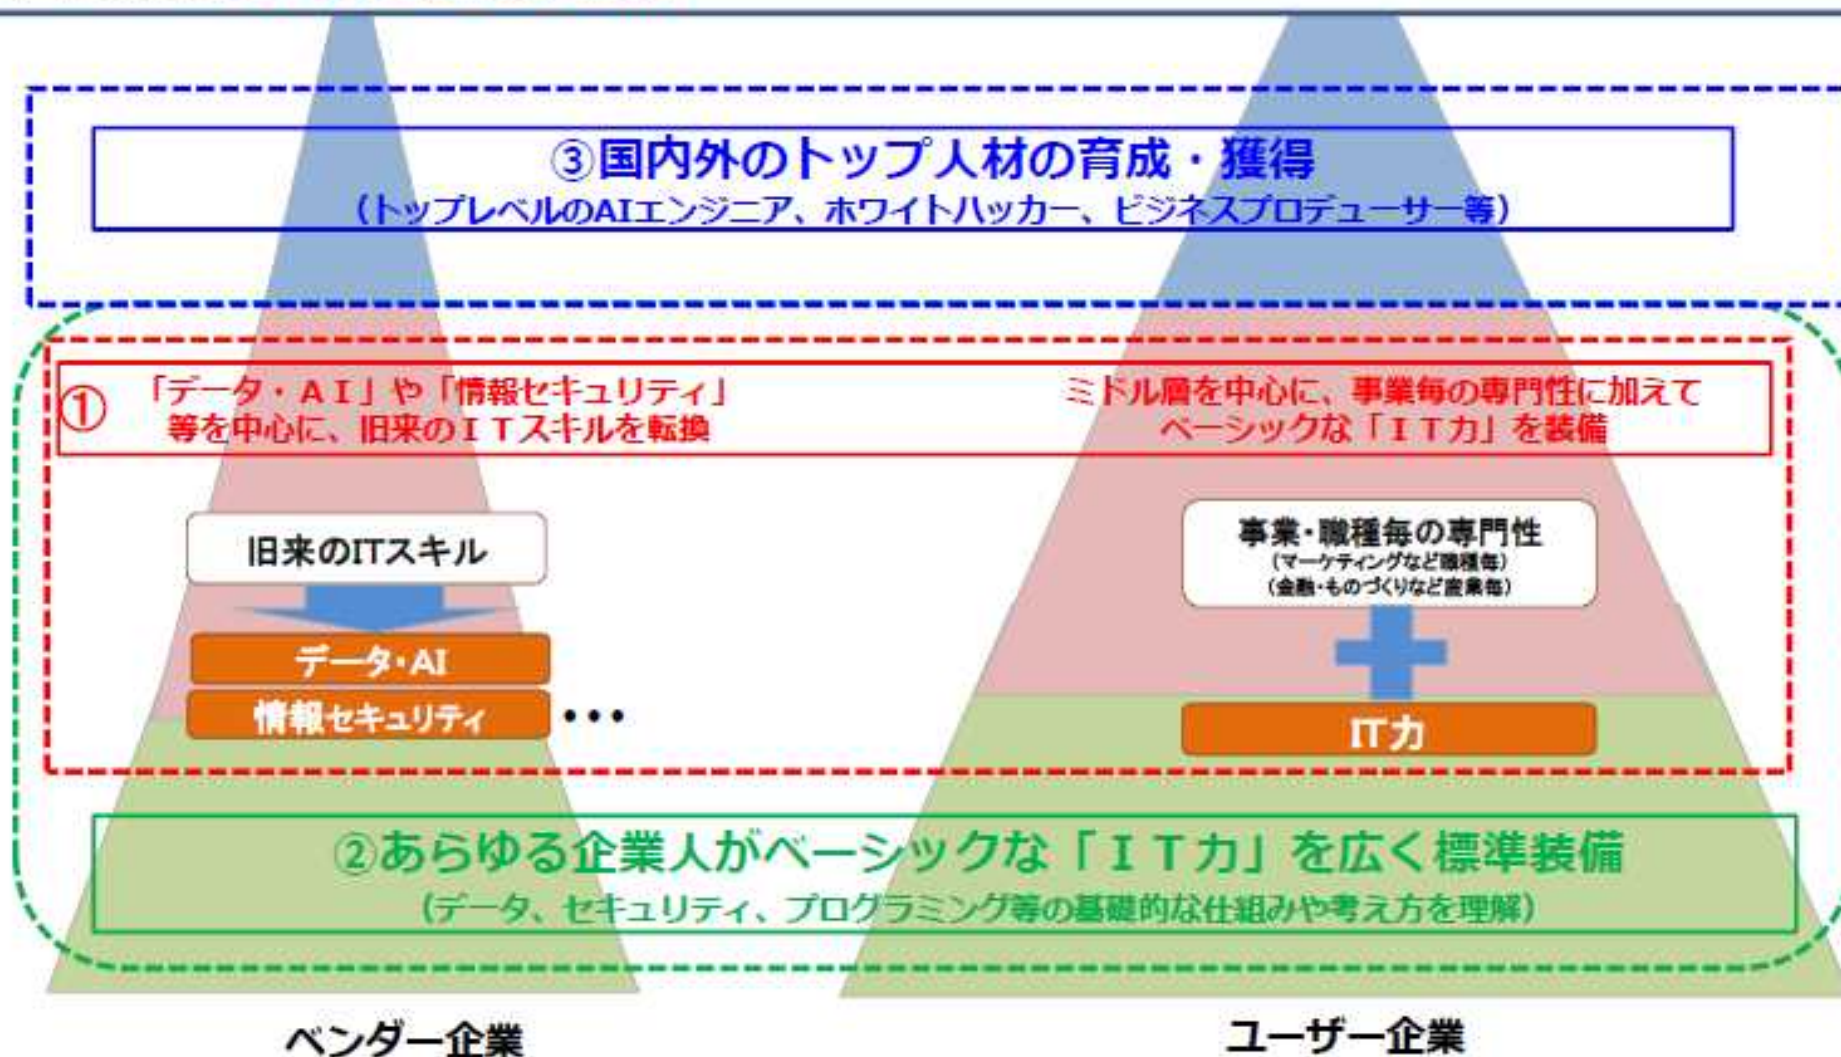 ③国内外のトップ人材の育成・獲得
（トップレベルのAIエンジニア、ホワイトハッカー、ビジネスプロデューサー等）
①
「データ・ＡＩ」や「情報セキュリティ」
等を中心に、旧来のＩＴスキルを転換
ミドル層を中心に、事業毎の専門性に加えて
ベーシックな「ＩＴ力」を装備
旧来のITスキル
データ・AI
情報セキュリティ
・・・
事業・職種毎の専門性
（マーケティングなど職種毎）
（金融・ものづくりなど産業毎）
IT力
②あらゆる企業人がベーシックな「ＩＴ力」を広く標準装備
（データ、セキュリティ、プログラミング等の基礎的な仕組みや考え方を理解）
ベンダー企業
ユーザー企業